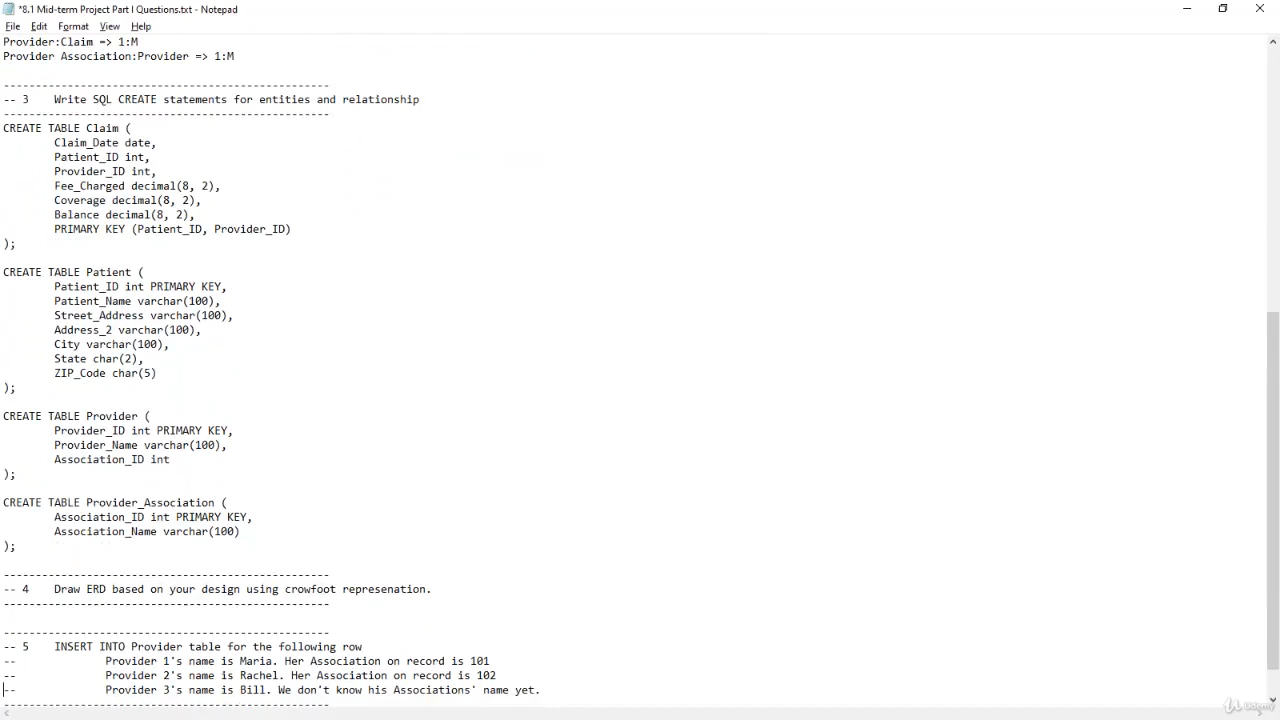 *8.1 Mid-term Project Part I Questions.txt - Notepad
File Edit Format View Help
Provider:Claim => 1:M
Provider Association:Provider => 1:M
---------------------------------------------------
-- 3 Write SQL CREATE statements for entities and relationship
---------------------------------------------------
CREATE TABLE Claim (
Claim_Date date,
Patient_ID int,
Provider_ID int,
Fee_Charged decimal(8, 2),
Coverage decimal(8, 2),
Balance decimal(8, 2),
PRIMARY KEY (Patient_ID, Provider_ID)
);
CREATE TABLE Patient (
Patient_ID int PRIMARY KEY,
Patient_Name varchar(100),
Street_Address varchar(100),
Address_2 varchar(100),
City varchar(100),
State char(2),
ZIP_Code char(5)
);
CREATE TABLE Provider (
Provider_ID int PRIMARY KEY,
Provider_Name varchar(100),
Association_ID int
);
CREATE TABLE Provider_Association (
Association_ID int PRIMARY KEY,
Association_Name varchar(100)
);
---------------------------------------------------
-- 4 Draw ERD based on your design using crowfoot represenation.
---------------------------------------------------
---------------------------------------------------
-- 5 INSERT INTO Provider table for the following row
-- Provider 1's name is Maria. Her Association on record is 101
-- Provider 2's name is Rachel. Her Association on record is 102
-- Provider 3's name is Bill. We don't know his Associations' name yet.
---------------------------------------------------
Udemy